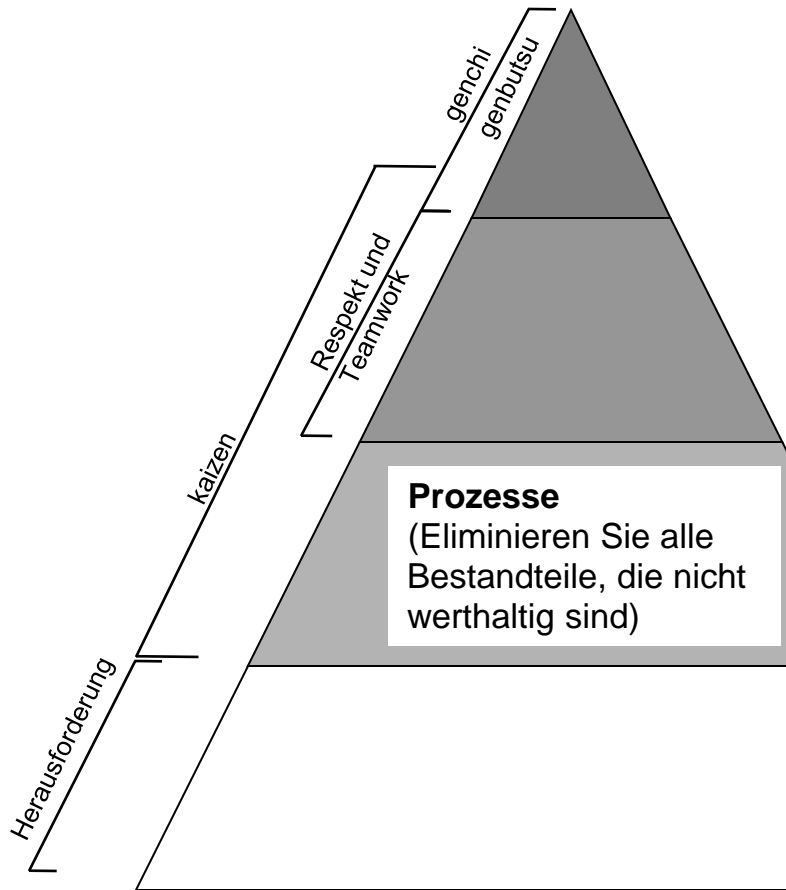 genchi
genbutsu
Respekt und
Teamwork
kaizen
Prozesse
(Eliminieren Sie alle
Bestandteile, die nicht
werthaltig sind)
Herausforderung